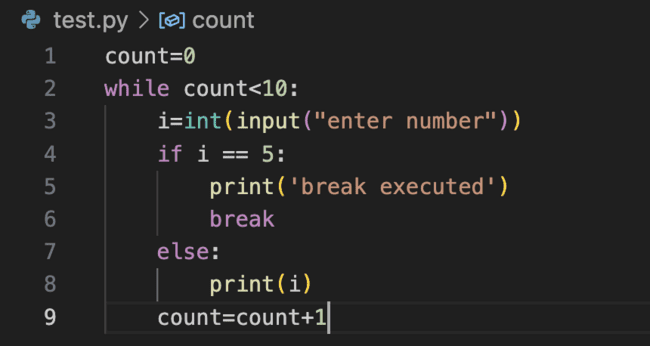 test.py > count
1 count=0
2 while count<10:
3     i=int(input("enter number"))
4     if i == 5:
5         print('break executed')
6         break
7     else:
8         print(i)
9     count=count+1